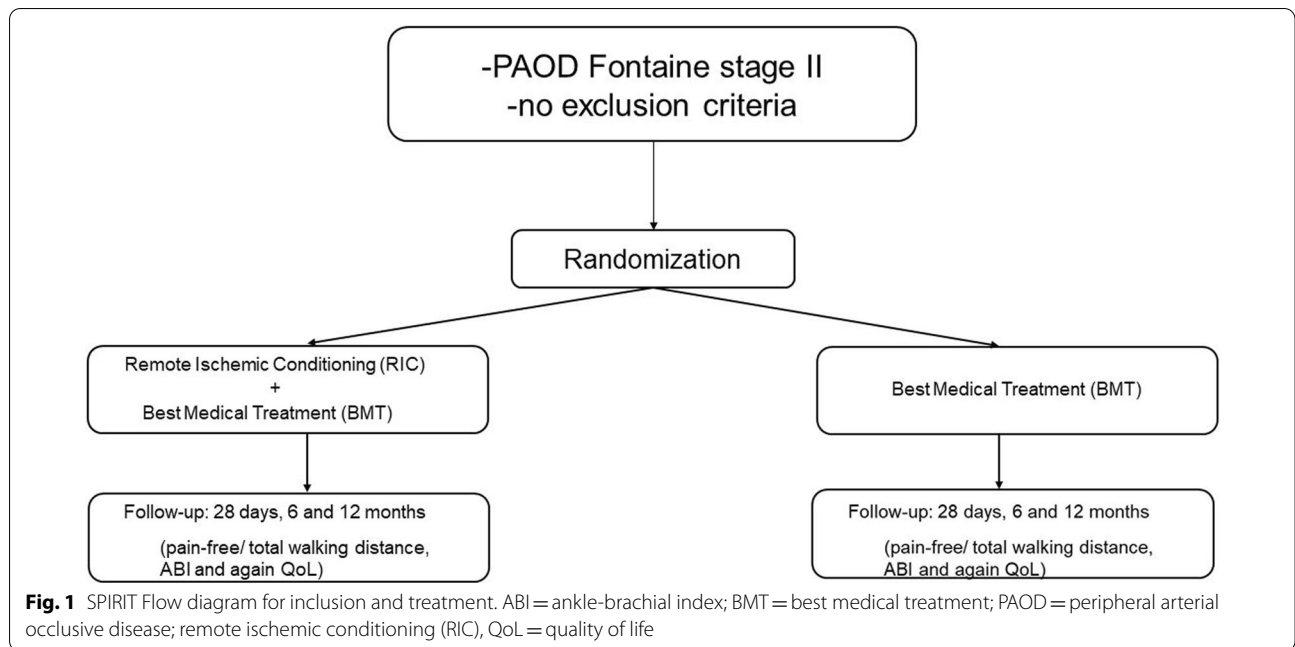 -PAOD Fontaine stage II
-no exclusion criteria
Randomization
Remote Ischemic Conditioning (RIC)
+
Best Medical Treatment (BMT)
Best Medical Treatment (BMT)
Follow-up: 28 days, 6 and 12 months
(pain-free/ total walking distance,
ABI and again QoL)
Follow-up: 28 days, 6 and 12 months
(pain-free/ total walking distance,
ABI and again QoL)
Fig. 1 SPIRIT Flow diagram for inclusion and treatment. ABI = ankle-brachial index; BMT = best medical treatment; PAOD = peripheral arterial
occlusive disease; remote ischemic conditioning (RIC), QoL = quality of life